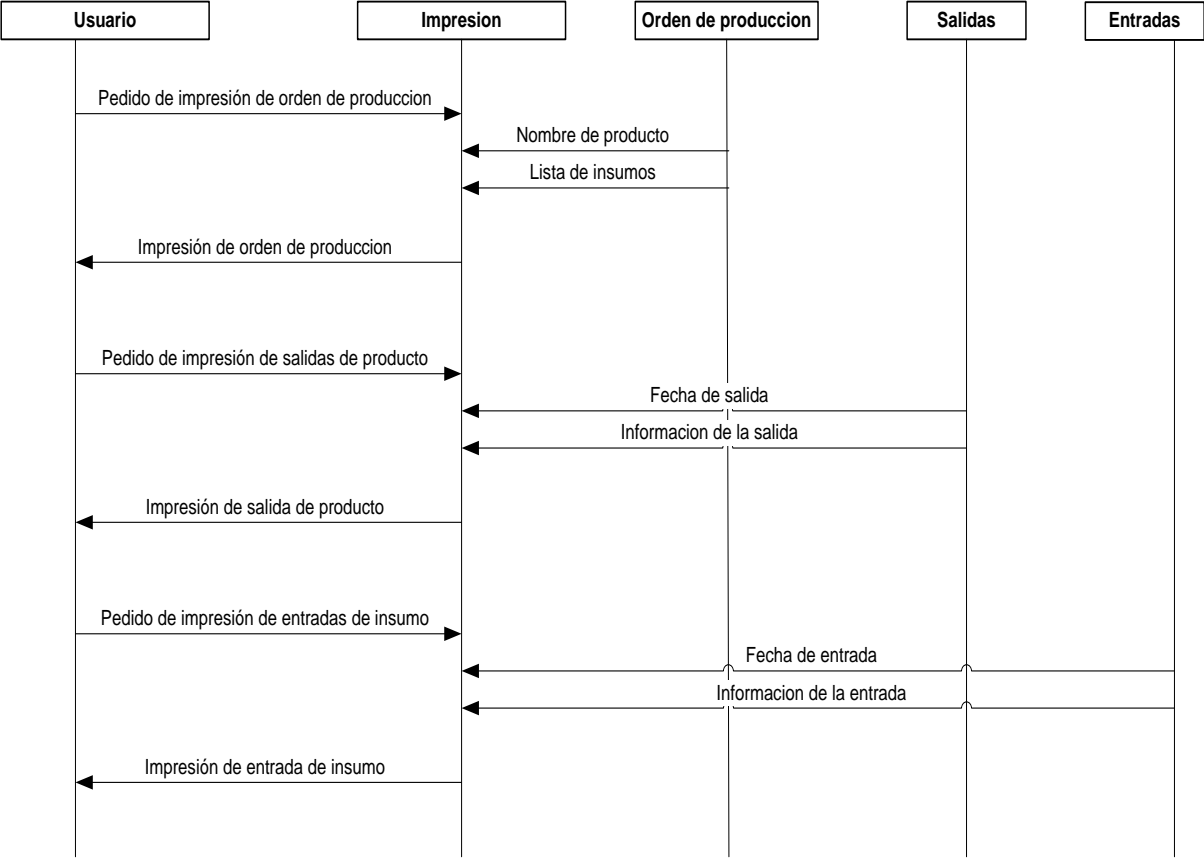 Usuario
Impresion
Orden de produccion
Salidas
Entradas
Pedido de impresión de orden de produccion
Nombre de producto
Lista de insumos
Impresión de orden de produccion
Pedido de impresión de salidas de producto
Fecha de salida
Informacion de la salida
Impresión de salida de producto
Pedido de impresión de entradas de insumo
Fecha de entrada
Informacion de la entrada
Impresión de entrada de insumo